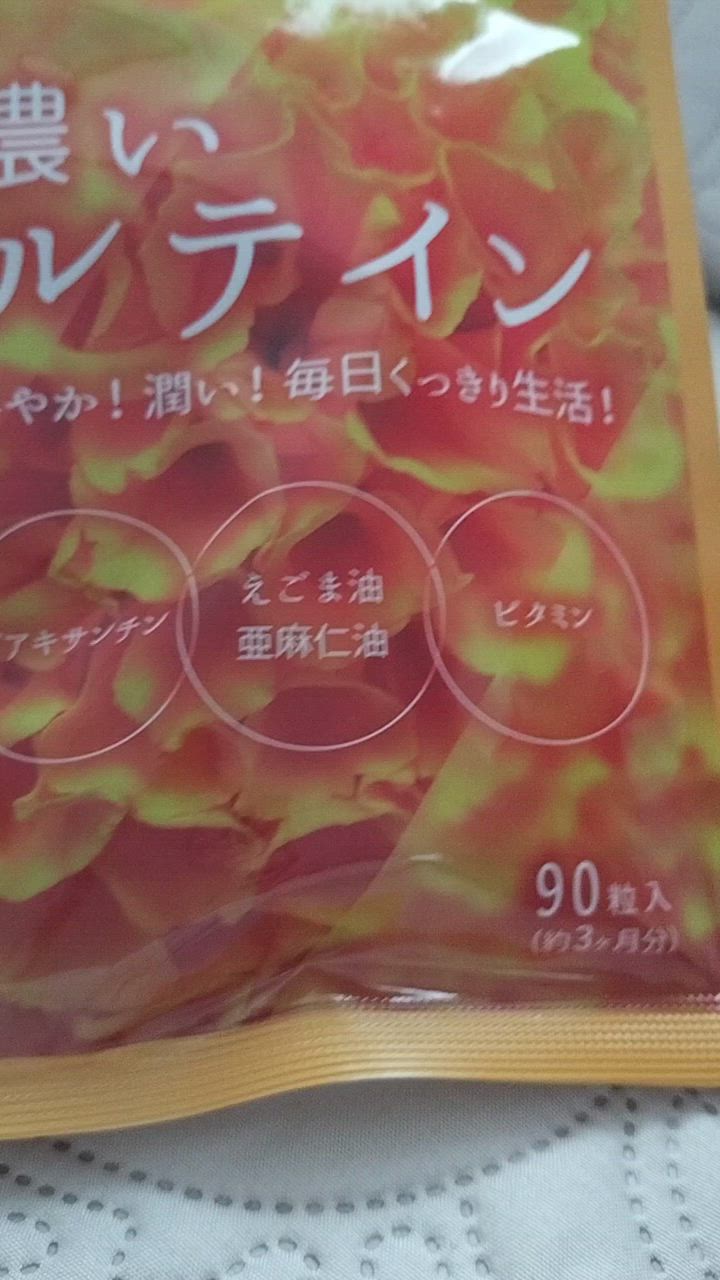 濃い
ルテイン
やか！潤い！毎日くっきり生活！
アキサンチン
えごま油
亜麻仁油
ビタミン
90粒入
(約3ヶ月分)